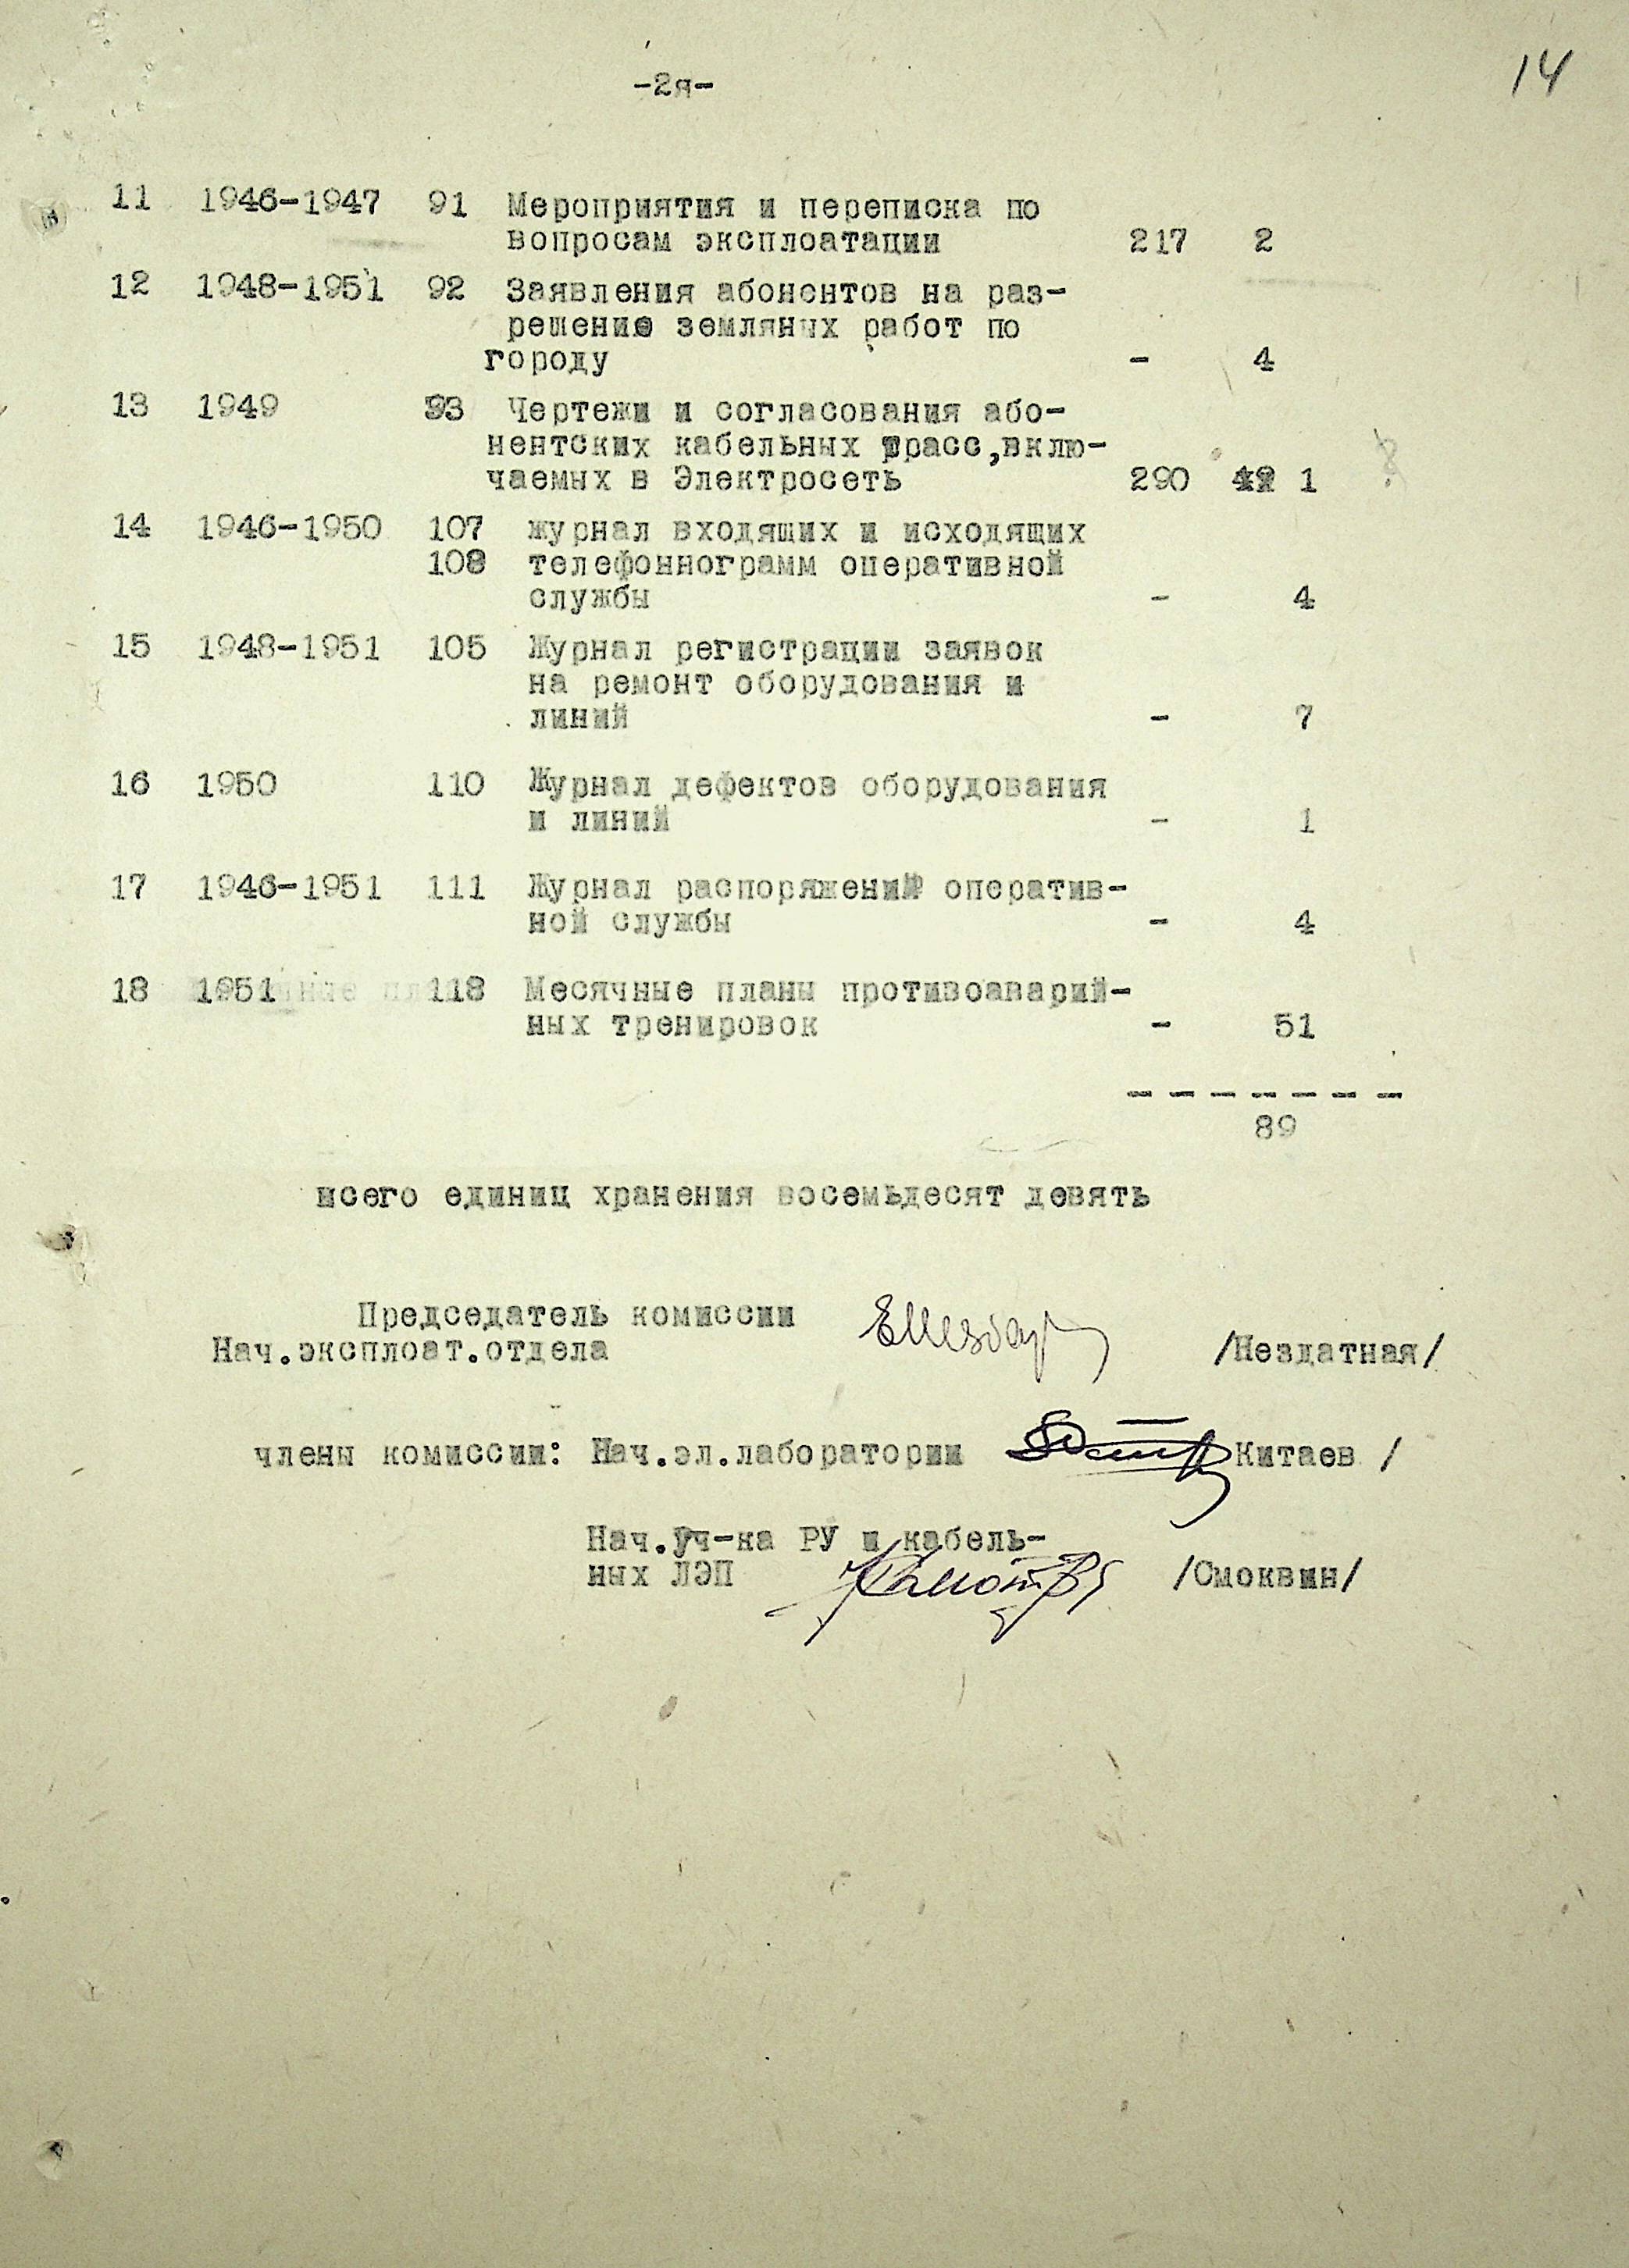 14
-2я-
11 1946-1947 91 Мероприятия и переписка по
вопросам эксплоатации 217 2
12 1948-1951 92 Заявления абонентов на раз-
решение земляных работ по
городу - 4
13 1949 93 Чертежи и согласования або-
нентских кабельных трасс,вклю-
чаемых в Электросеть 290 1
14 1946-1950 107 журнал входящих и исходящих
108 телефоннограмм оперативной
службы - 4
15 1948-1951 105 Журнал регистрации заявок
на ремонт оборудования и
линий - 7
16 1950 110 Журнал дефектов оборудования
и линий - 1
17 1946-1951 111 Журнал распоряжений оператив-
ной службы - 4
18 1951 118 Месячные планы противоаварий-
ных тренировок - 51
- - - - - - -
89
исего единиц хранения восемьдесят девять
Председатель комиссии
Нач.эксплоат.отдела /Нездатная/
члены комиссии: Нач.эл.лаборатории Китаев /
Нач.уч-ка РУ и кабель-
ных ЛЭП /Смоквин/